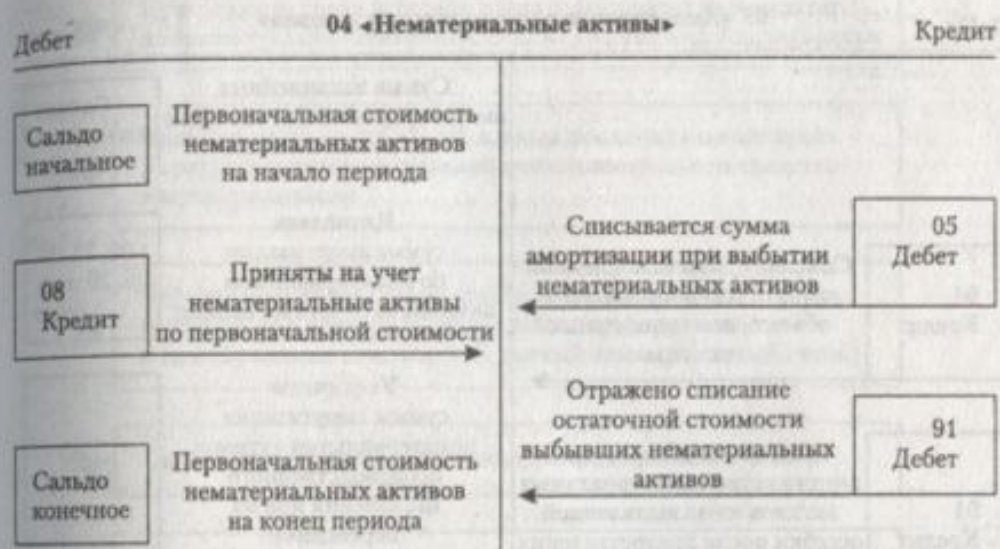 04 «Нематериальные активы»
Дебет
Кредит
Сальдо
начальное
Первоначальная стоимость
нематериальных активов
на начало периода
Списывается сумма
амортизации при выбытии
нематериальных активов
05
Дебет
08
Кредит
Приняты на учет
нематериальные активы
по первоначальной стоимости
Отражено списание
остаточной стоимости
выбывших нематериальных
активов
91
Дебет
Сальдо
конечное
Первоначальная стоимость
нематериальных активов
на конец периода